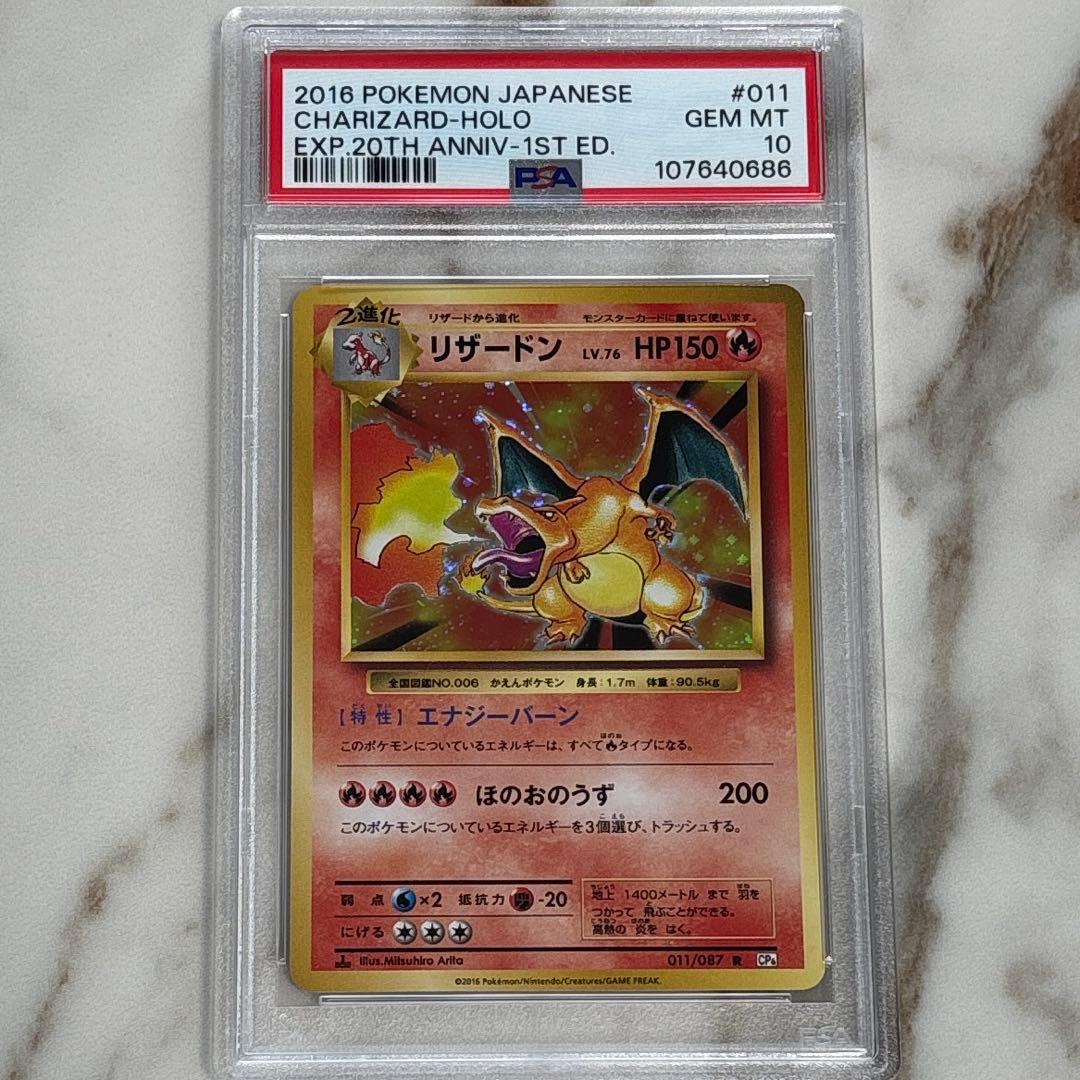 2016 POKEMON JAPANESE #011
CHARIZARD-HOLO GEM MT
EXP.20TH ANNIV-1ST ED. 10
PSA 107640686
2進化 リザードから進化 モンスターカードに重ねて使います。
リザードン LV.76 HP150
全国図鑑NO.006 かえんポケモン 身長:1.7m 体重:90.5kg
[特性] エナジーバーン
このポケモンについているエネルギーは、すべてタイプになる。
ほのおのうず 200
このポケモンについているエネルギーを3個選び、トラッシュする。
弱点 ×2 抵抗力 -20
にげる
地上 1400メートル まで 羽を
つかって 飛ぶことができる。
高熱の 炎を はく。
Illus.Mitsuhiro Arita 011/087 R CP6
©2016 Pokémon/Nintendo/Creatures/GAME FREAK.